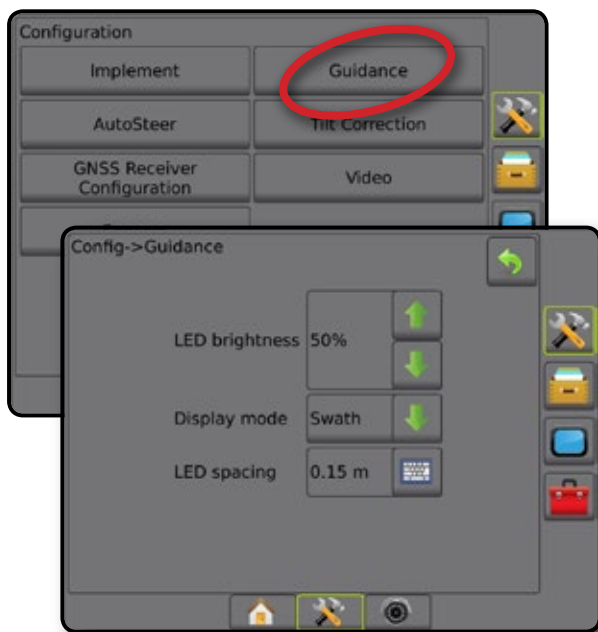 Configuration
Implement
Guidance
AutoSteer
Tilt Correction
GNSS Receiver
Configuration
Video
Config->Guidance
LED brightness 50%
Display mode Swath
LED spacing 0.15 m